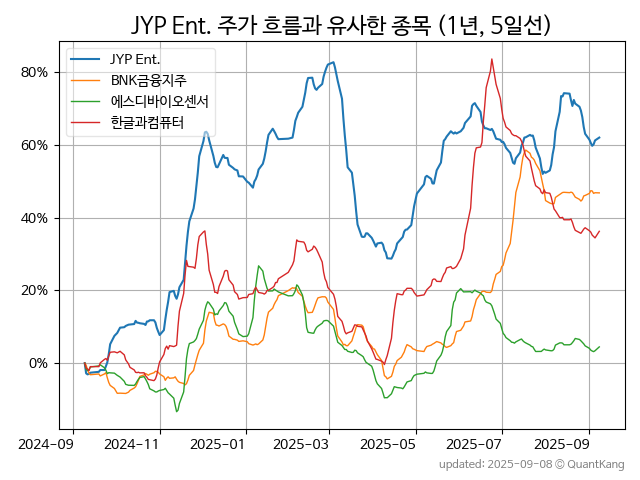 JYP Ent. 주가 흐름과 유사한 종목 (1년, 5일선)
JYP Ent.
BNK금융지주
에스디바이오센서
한글과컴퓨터
80%
60%
40%
20%
0%
2024-09 2024-11 2025-01 2025-03 2025-05 2025-07 2025-09
updated: 2025-09-08 © QuantKang